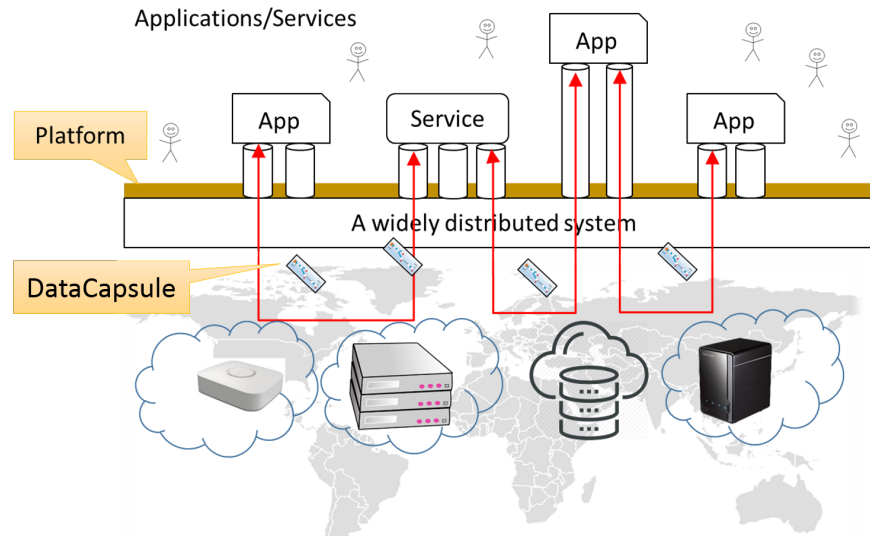 Applications/Services
App
App
Service
App
Platform
A widely distributed system
DataCapsule